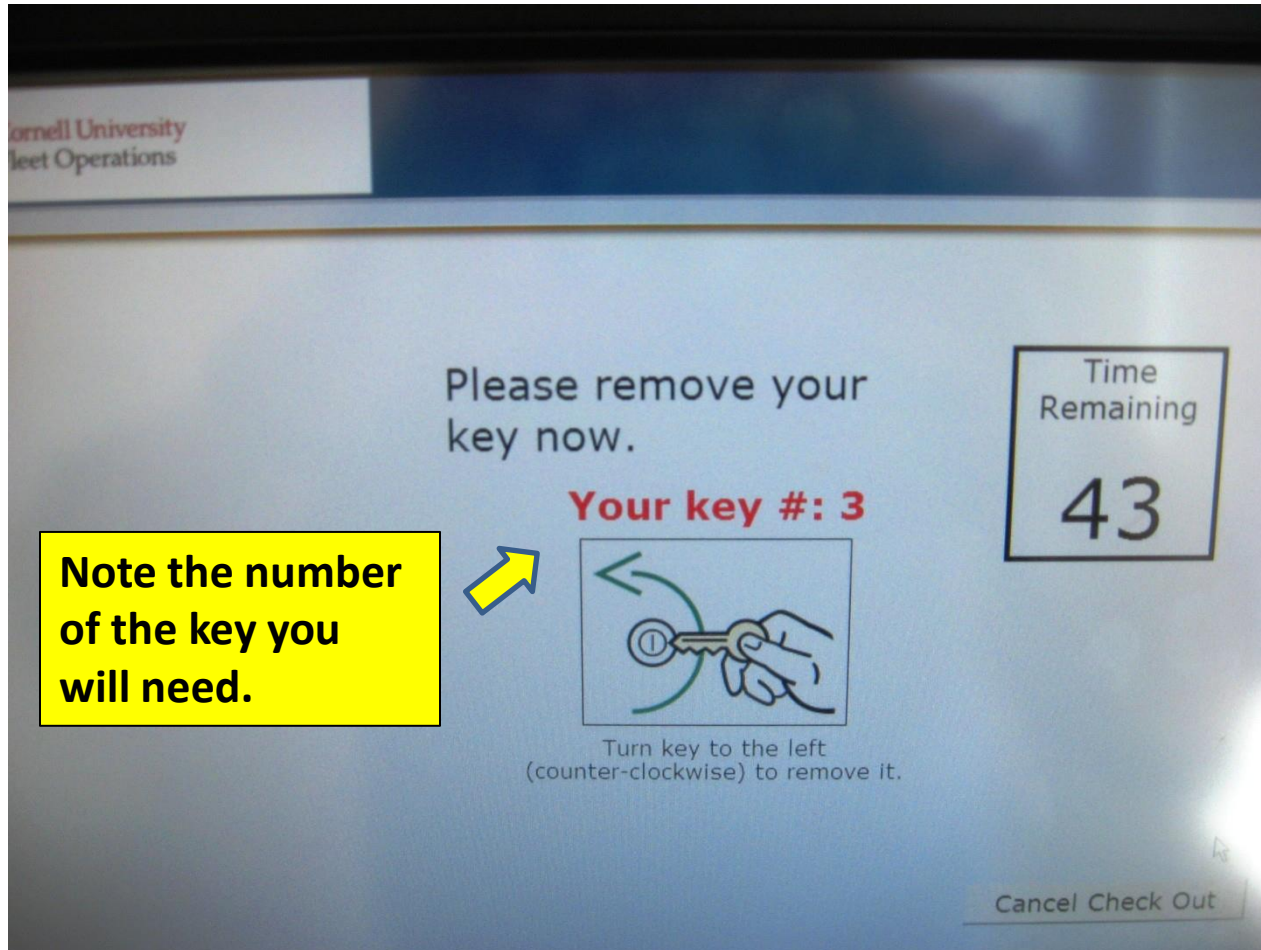 ornell University
leet Operations
Please remove your
key now.
Time
Remaining
43
Your key #: 3
Note the number
of the key you
will need.
Turn key to the left
(counter-clockwise) to remove it.
Cancel Check Out